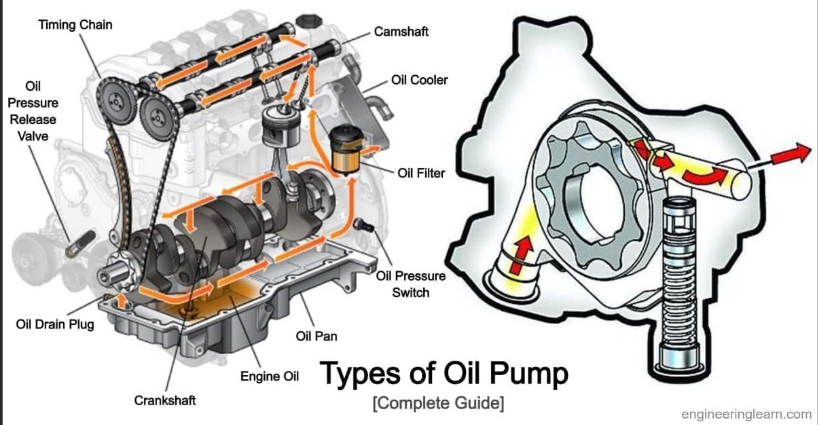 Timing Chain
Camshaft
Oil
Pressure
Release
Valve
Oil Cooler
Oil Filter
Oil Pressure
Switch
Oil Drain Plug
Oil Pan
Engine Oil
Crankshaft
Types of Oil Pump
[Complete Guide]
engineeringlearn.com